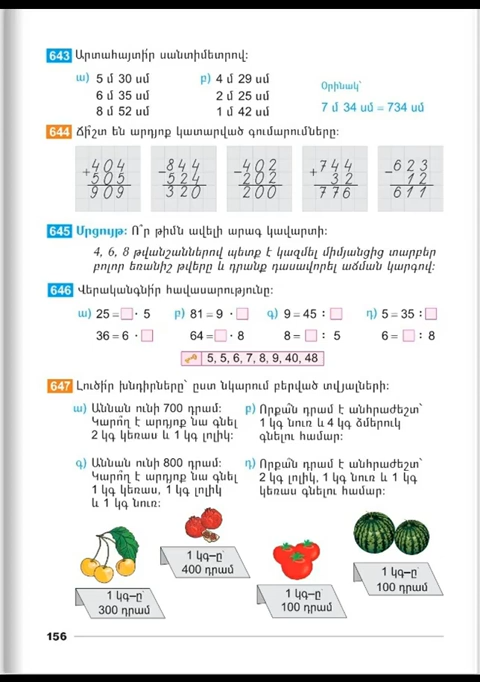 643 Արտահայտի՛ր սանտիմետրով:
ա) 5 մ 30 սմ
6 մ 35 սմ
8 մ 52 սմ
բ) 4 մ 29 սմ
2 մ 25 սմ
1 մ 42 սմ
Օրինակ՝
7 մ 34 սմ = 734 սմ
644 Ճի՞շտ են արդյոք կատարված գումարումները:
+404
505
909
-844
524
320
-402
202
200
+744
32
776
-623
12
611
645 Մրցույթ: Ո՞ր թիմն ավելի արագ կավարտի:
4, 6, 8 թվանշաններով պետք է կազմել միմյանցից տարբեր
բոլոր եռանիշ թվերը և դրանք դասավորել աճման կարգով:
646 Վերականգնի՛ր հավասարությունը:
ա) 25 = □ · 5
36 = 6 · □
բ) 81 = 9 · □
64 = □ · 8
գ) 9 = 45 : □
8 = □ : 5
դ) 5 = 35 : □
6 = □ : 8
5, 5, 6, 7, 8, 9, 40, 48
647 Լուծի՛ր խնդիրները՝ ըստ նկարում բերված տվյալների:
ա) Աննան ունի 700 դրամ:
Կարո՞ղ է արդյոք նա գնել
2 կգ կեռաս և 1 կգ լոլիկ:
բ) Որքա՞ն դրամ է անհրաժեշտ՝
1 կգ նուռ և 4 կգ ձմերուկ
գնելու համար:
գ) Աննան ունի 800 դրամ:
Կարո՞ղ է արդյոք նա գնել
1 կգ կեռաս, 1 կգ լոլիկ
և 1 կգ նուռ:
դ) Որքա՞ն դրամ է անհրաժեշտ՝
2 կգ լոլիկ, 1 կգ նուռ և 1 կգ
կեռաս գնելու համար:
1 կգ–ը՝
300 դրամ
1 կգ–ը՝
400 դրամ
1 կգ–ը՝
100 դրամ
1 կգ–ը՝
100 դրամ
156